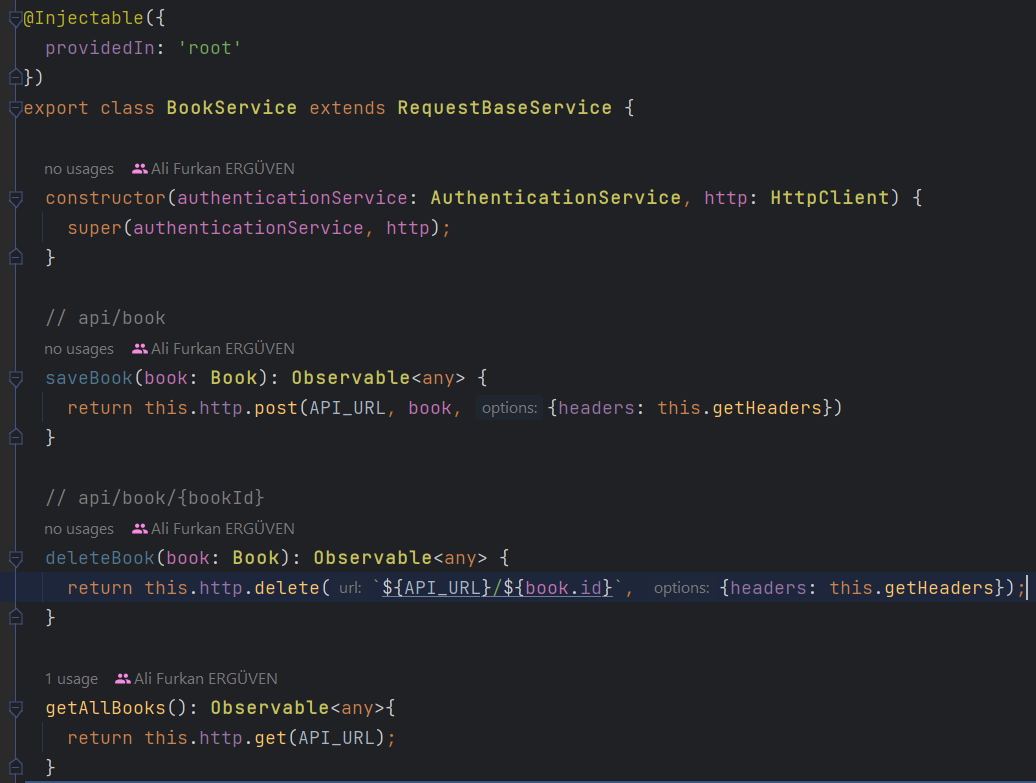 @Injectable({
providedIn: 'root'
})
export class BookService extends RequestBaseService {
no usages Ali Furkan ERGÜVEN
constructor(authenticationService: AuthenticationService, http: HttpClient) {
super(authenticationService, http);
}
// api/book
no usages Ali Furkan ERGÜVEN
saveBook(book: Book): Observable<any> {
return this.http.post(API_URL, book, options: {headers: this.getHeaders})
}
// api/book/{bookId}
no usages Ali Furkan ERGÜVEN
deleteBook(book: Book): Observable<any> {
return this.http.delete( url: `${API_URL}/${book.id}`, options: {headers: this.getHeaders});
}
1 usage Ali Furkan ERGÜVEN
getAllBooks(): Observable<any>{
return this.http.get(API_URL);
}